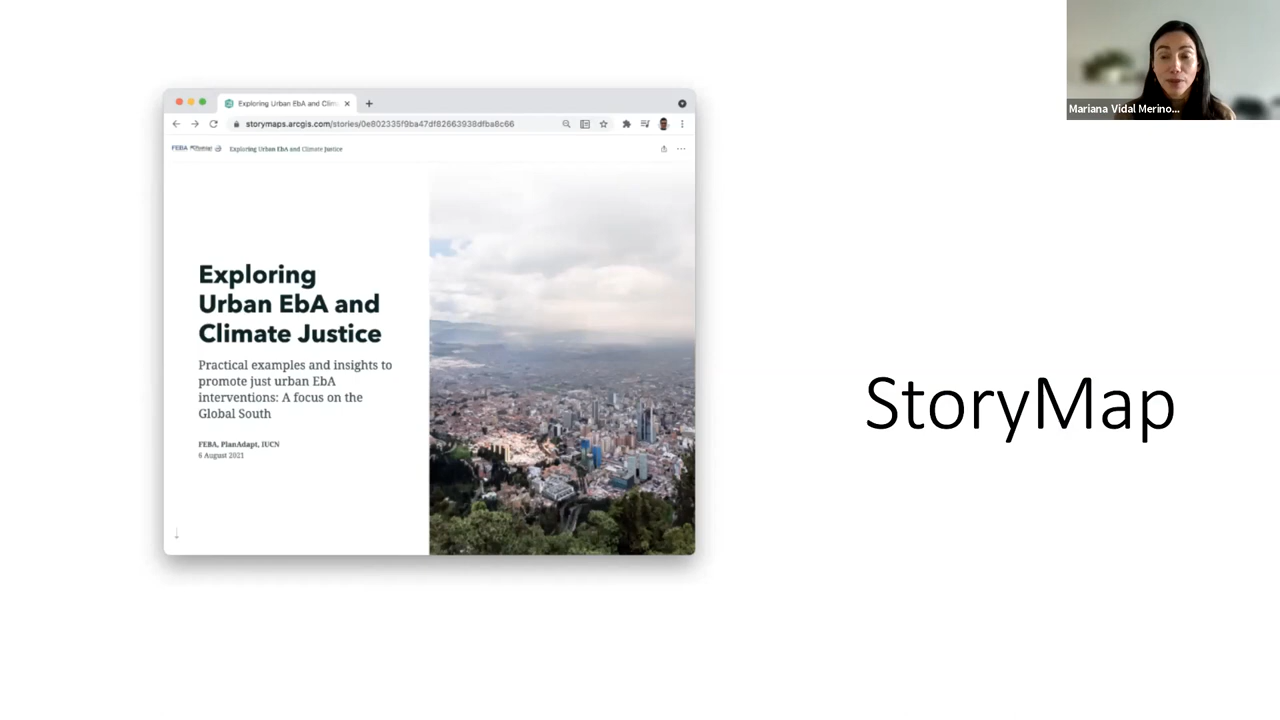 Mariana Vidal Merino...
Exploring Urban EbA and Clim
storymaps.arcgis.com/stories/0e802335f9ba47df82663938dfba8c66
FEBA
Exploring Urban EbA and Climate Justice
Exploring
Urban EbA and
Climate Justice
Practical examples and insights to
promote just urban EbA
interventions: A focus on the
Global South
FEBA, PlanAdapt, IUCN
6 August 2021
StoryMap